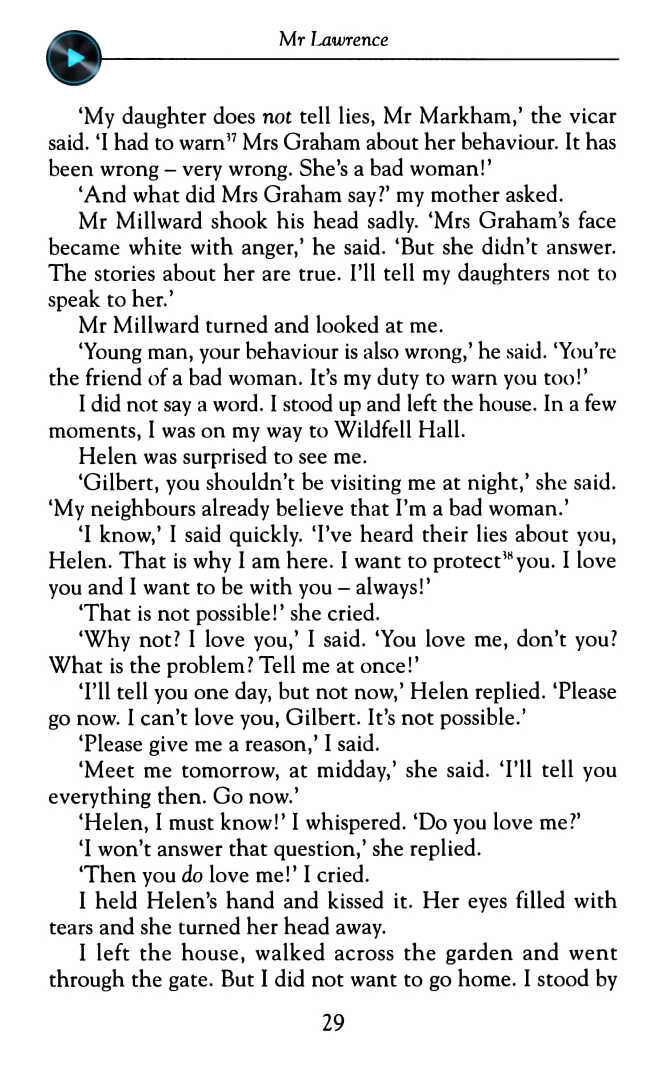 Mr Lawrence
‘My daughter does not tell lies, Mr Markham,’ the vicar
said. ‘I had to warn³⁷ Mrs Graham about her behaviour. It has
been wrong – very wrong. She’s a bad woman!’
‘And what did Mrs Graham say?’ my mother asked.
Mr Millward shook his head sadly. ‘Mrs Graham’s face
became white with anger,’ he said. ‘But she didn’t answer.
The stories about her are true. I’ll tell my daughters not to
speak to her.’
Mr Millward turned and looked at me.
‘Young man, your behaviour is also wrong,’ he said. ‘You’re
the friend of a bad woman. It’s my duty to warn you too!’
I did not say a word. I stood up and left the house. In a few
moments, I was on my way to Wildfell Hall.
Helen was surprised to see me.
‘Gilbert, you shouldn’t be visiting me at night,’ she said.
‘My neighbours already believe that I’m a bad woman.’
‘I know,’ I said quickly. ‘I’ve heard their lies about you,
Helen. That is why I am here. I want to protect³⁸ you. I love
you and I want to be with you – always!’
‘That is not possible!’ she cried.
‘Why not? I love you,’ I said. ‘You love me, don’t you?
What is the problem? Tell me at once!’
‘I’ll tell you one day, but not now,’ Helen replied. ‘Please
go now. I can’t love you, Gilbert. It’s not possible.’
‘Please give me a reason,’ I said.
‘Meet me tomorrow, at midday,’ she said. ‘I’ll tell you
everything then. Go now.’
‘Helen, I must know!’ I whispered. ‘Do you love me?’
‘I won’t answer that question,’ she replied.
‘Then you do love me!’ I cried.
I held Helen’s hand and kissed it. Her eyes filled with
tears and she turned her head away.
I left the house, walked across the garden and went
through the gate. But I did not want to go home. I stood by
29